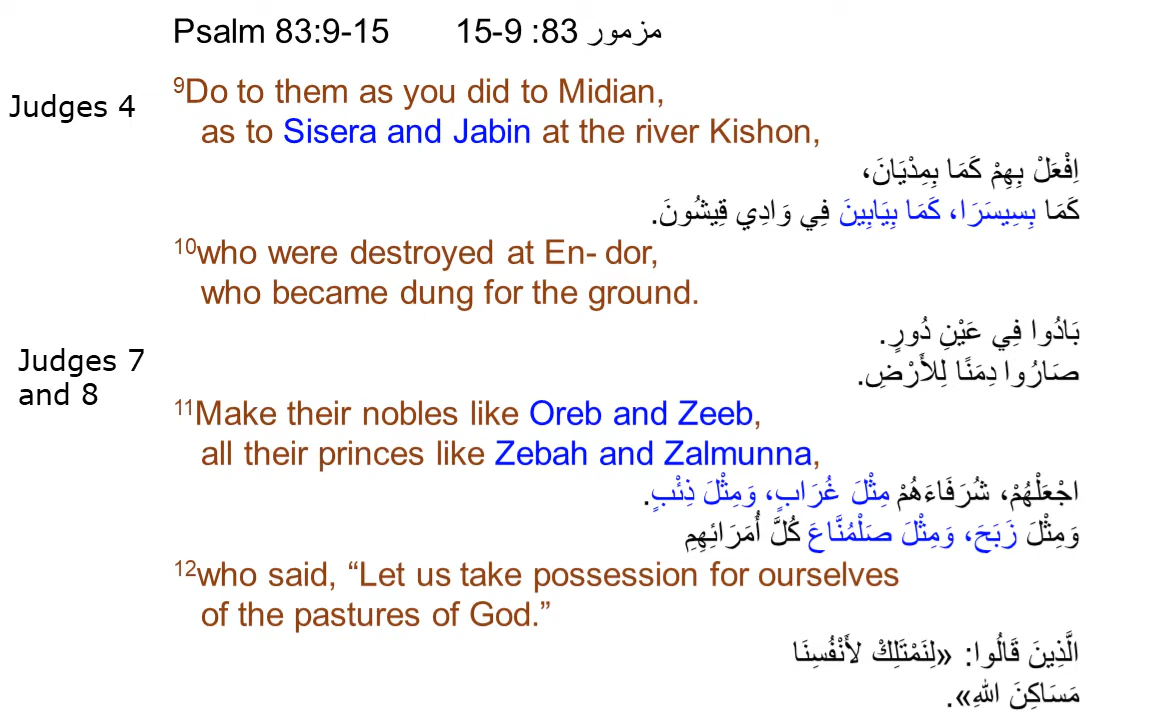 Psalm 83:9-15 مزمور 83: 9-15
Judges 4
9Do to them as you did to Midian,
as to Sisera and Jabin at the river Kishon,
اِفْعَلْ بِهِمْ كَمَا بِمِدْيَانَ،
كَمَا بِسِيسَرَا، كَمَا بِيَابِينَ فِي وَادِي قِيشُونَ.
10who were destroyed at En- dor,
who became dung for the ground.
بَادُوا فِي عَيْنِ دُورٍ.
صَارُوا دِمَنًا لِلأَرْضِ.
Judges 7
and 8
11Make their nobles like Oreb and Zeeb,
all their princes like Zebah and Zalmunna,
اجْعَلْهُمْ، شُرَفَاءَهُمْ مِثْلَ غُرَابٍ، وَمِثْلَ ذِئْبٍ.
وَمِثْلَ زَبَحَ، وَمِثْلَ صَلْمُنَّاعَ كُلَّ أُمَرَائِهِمِ
12who said, “Let us take possession for ourselves
of the pastures of God.”
الَّذِينَ قَالُوا: «لِنَمْتَلِكْ لأَنْفُسِنَا
مَسَاكِنَ اللهِ».